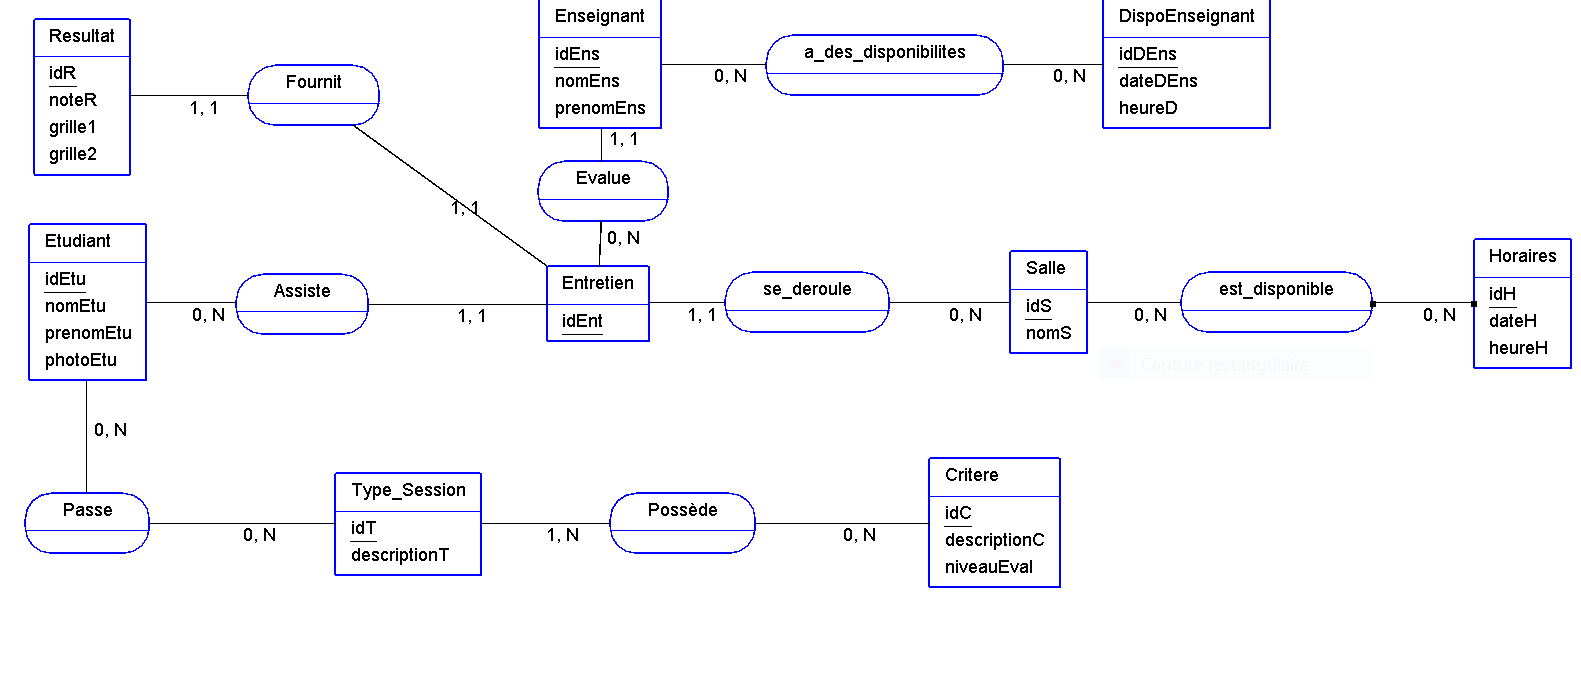 Resultat
idR
noteR
grille1
grille2
1, 1
Fournit
1, 1
Enseignant
idEns
nomEns
prenomEns
0, N
a_des_disponibilites
0, N
DispoEnseignant
idDEns
dateDEns
heureD
1, 1
Evalue
0, N
Etudiant
idEtu
nomEtu
prenomEtu
photoEtu
0, N
Assiste
1, 1
Entretien
idEnt
1, 1
se_deroule
0, N
Salle
idS
nomS
0, N
est_disponible
0, N
Horaires
idH
dateH
heureH
Capture rectangulaire
0, N
Passe
0, N
Type_Session
idT
descriptionT
1, N
Possède
0, N
Critere
idC
descriptionC
niveauEval